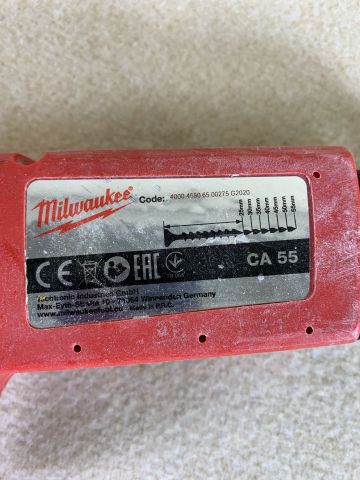 Milwaukee
Code: 4000 4580 65 00275 G2020
25mm 30mm 35mm 40mm 45mm 50mm 55mm
CE EAC CA 55
Techtronic Industries GmbH
Max-Eyth-Straße 10 - 71364 Winnenden Germany
www.milwaukeetool.eu Made in P.R.C.